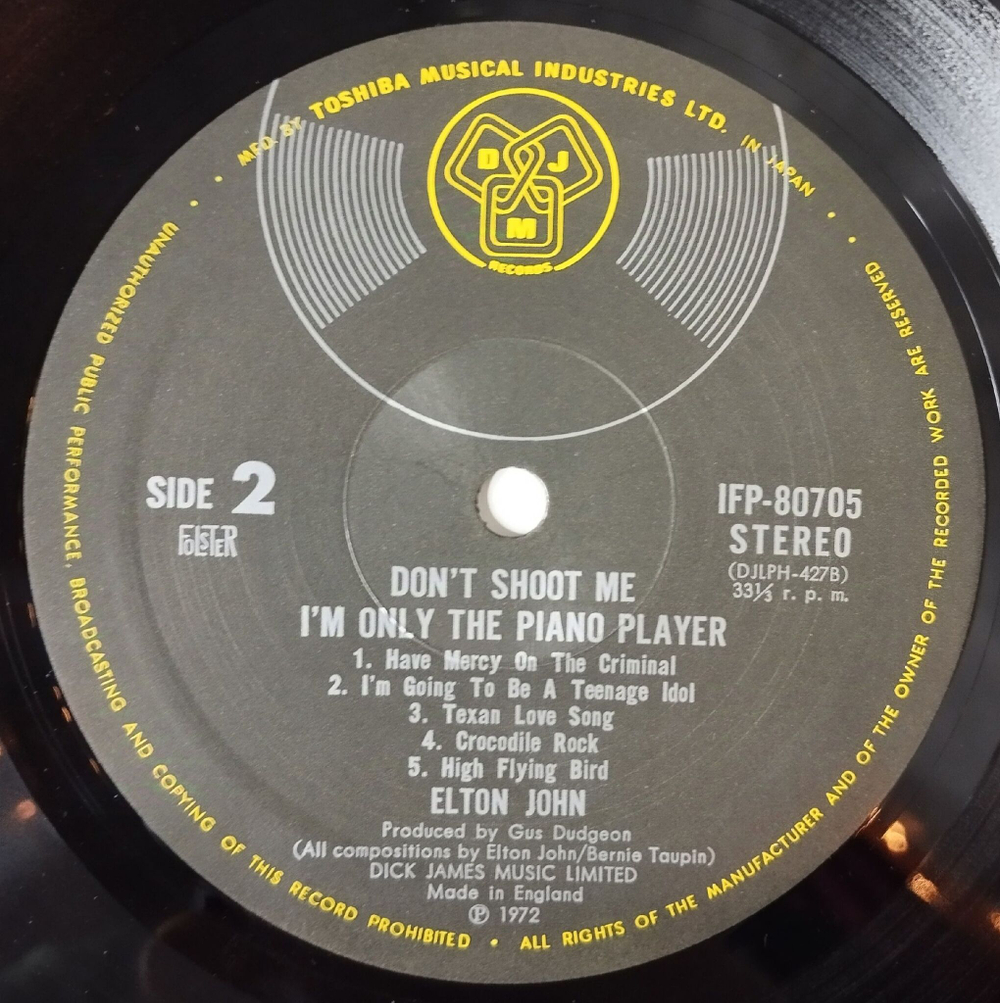 MFD. BY TOSHIBA MUSICAL INDUSTRIES LTD. IN JAPAN
D J
M
RECORDS
SIDE 2
FOLSTER
IFP-80705
STEREO
(DJLPH-427B)
33⅓ r. p. m.
DON'T SHOOT ME
I'M ONLY THE PIANO PLAYER
1. Have Mercy On The Criminal
2. I'm Going To Be A Teenage Idol
3. Texan Love Song
4. Crocodile Rock
5. High Flying Bird
ELTON JOHN
Produced by Gus Dudgeon
(All compositions by Elton John/Bernie Taupin)
DICK JAMES MUSIC LIMITED
Made in England
℗ 1972
UNAUTHORIZED PUBLIC PERFORMANCE, BROADCASTING AND COPYING OF THIS RECORD PROHIBITED • ALL RIGHTS OF THE MANUFACTURER AND OF THE OWNER OF THE RECORDED WORK ARE RESERVED